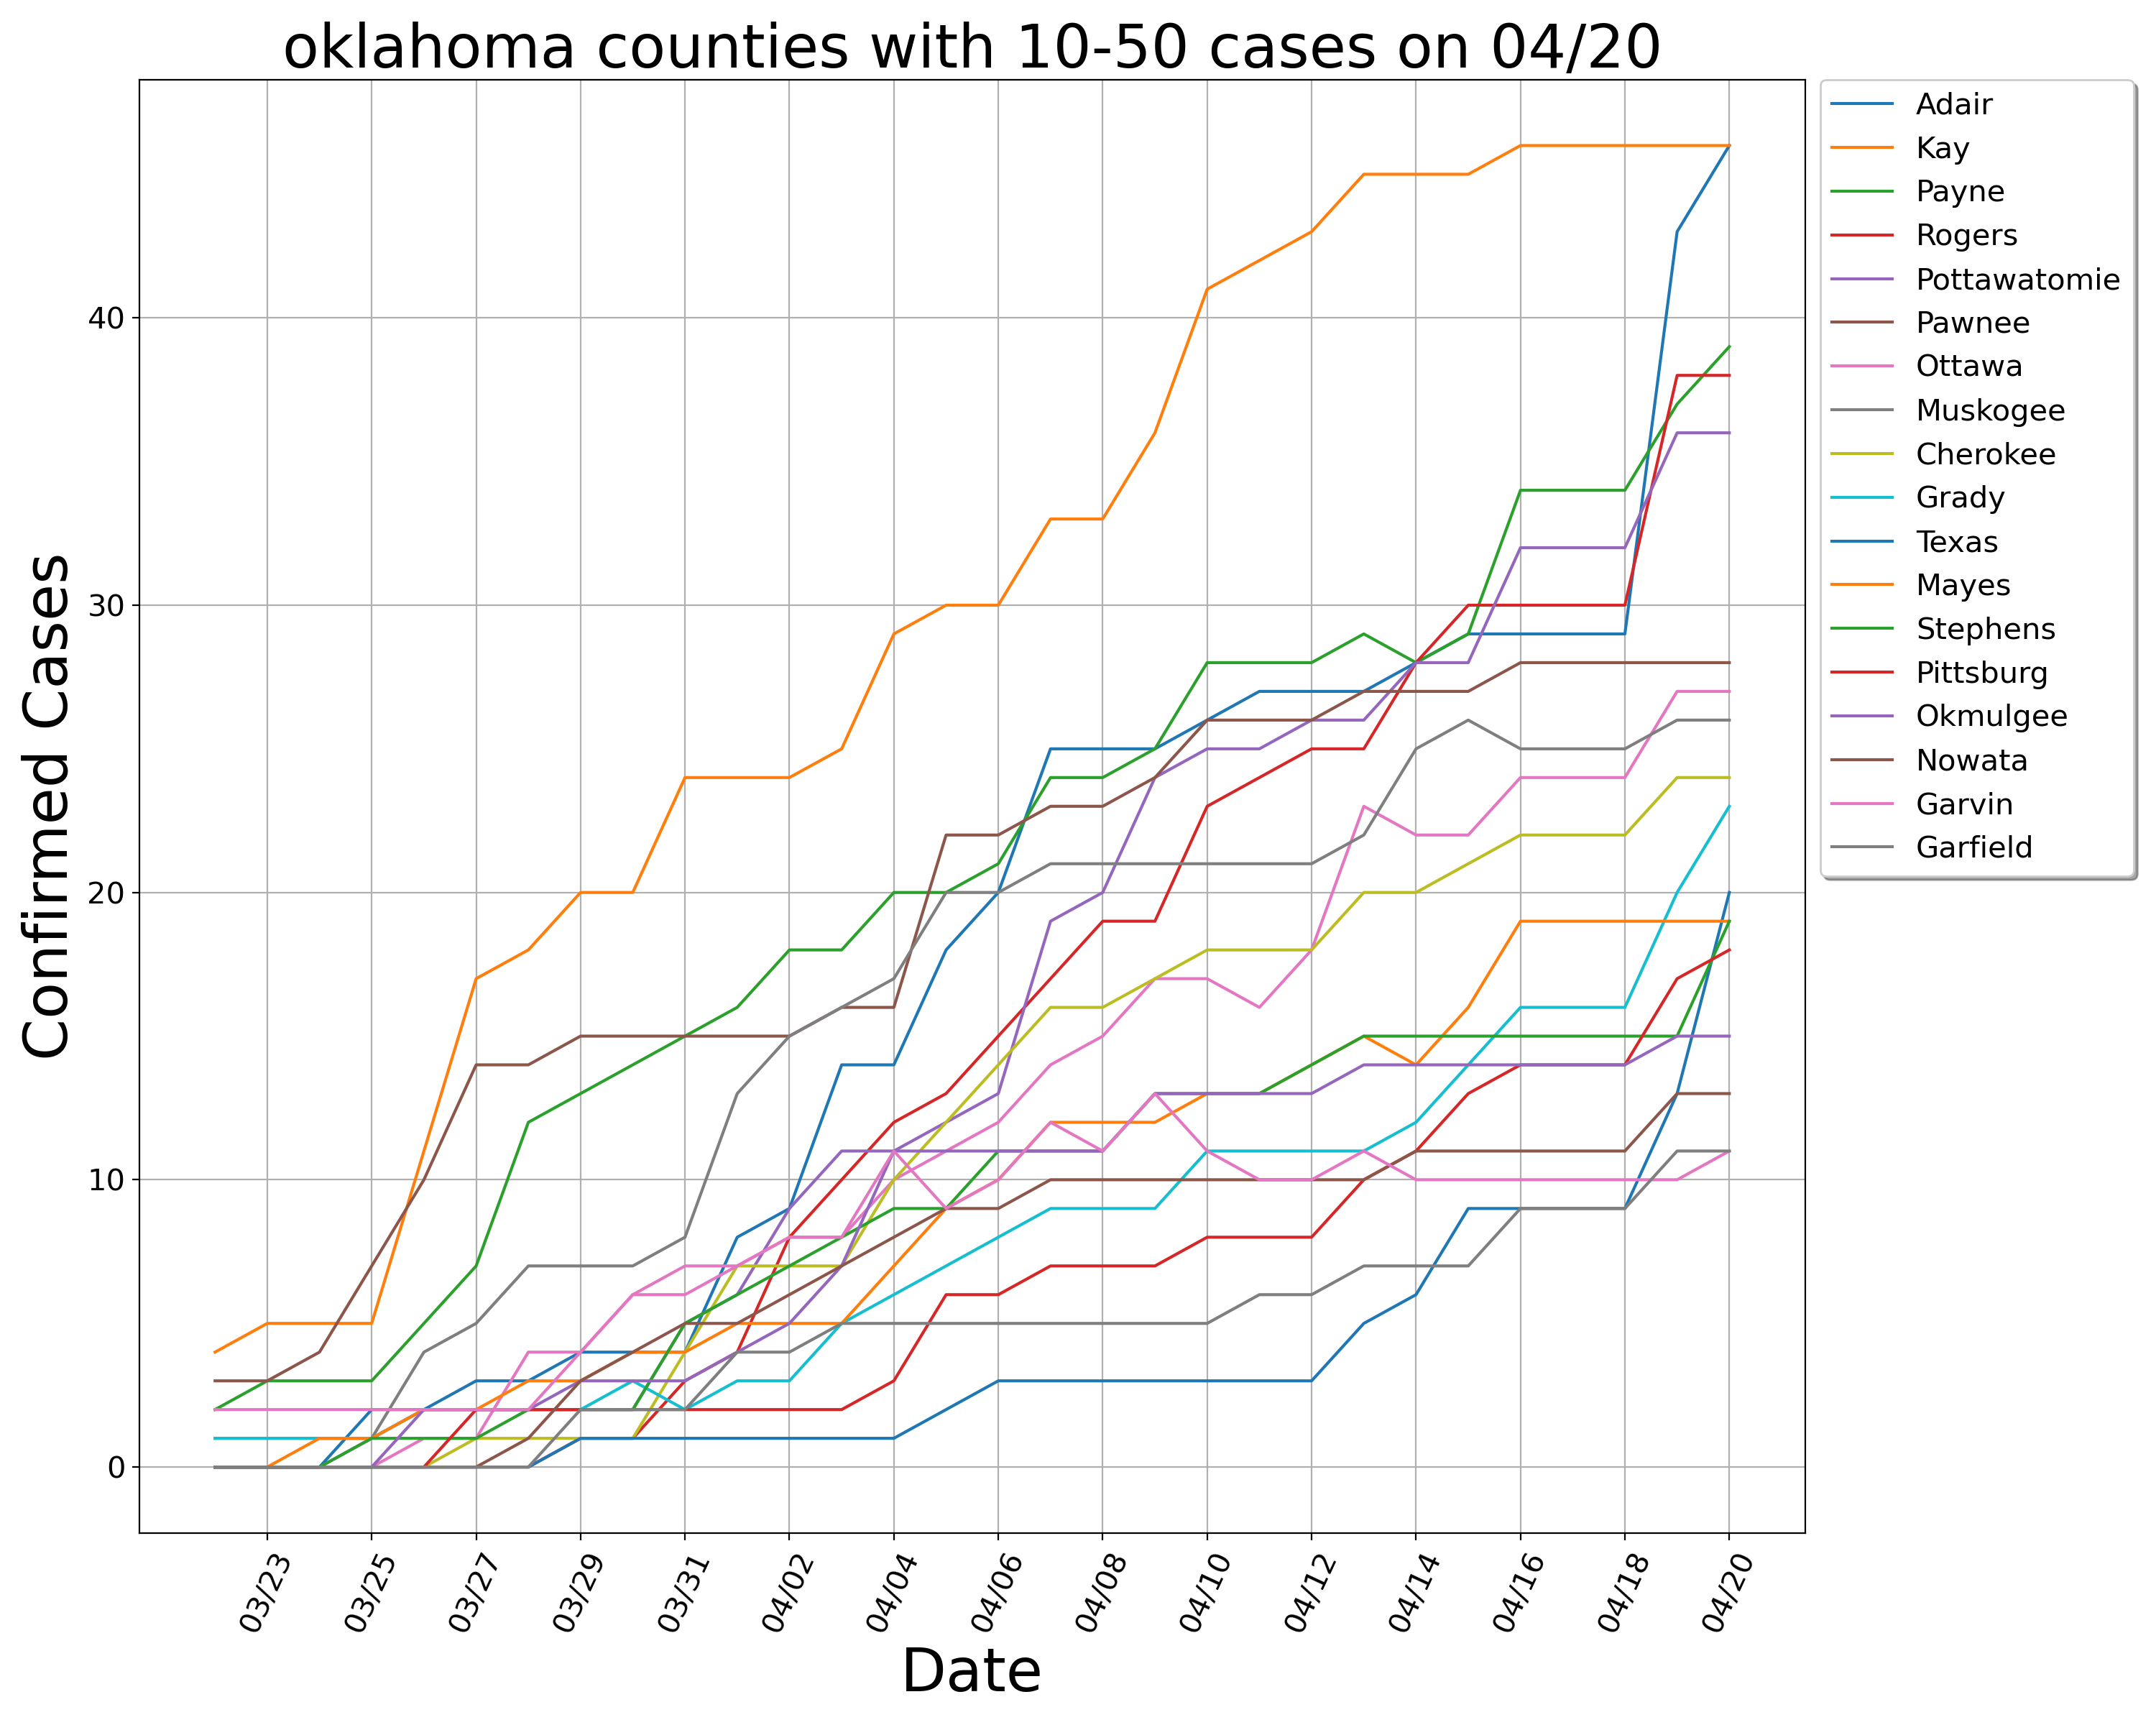 oklahoma counties with 10-50 cases on 04/20
Confirmed Cases
40
30
20
10
0
03/23
03/25
03/27
03/29
03/31
04/02
04/04
04/06
04/08
04/10
04/12
04/14
04/16
04/18
04/20
Date
Adair
Kay
Payne
Rogers
Pottawatomie
Pawnee
Ottawa
Muskogee
Cherokee
Grady
Texas
Mayes
Stephens
Pittsburg
Okmulgee
Nowata
Garvin
Garfield